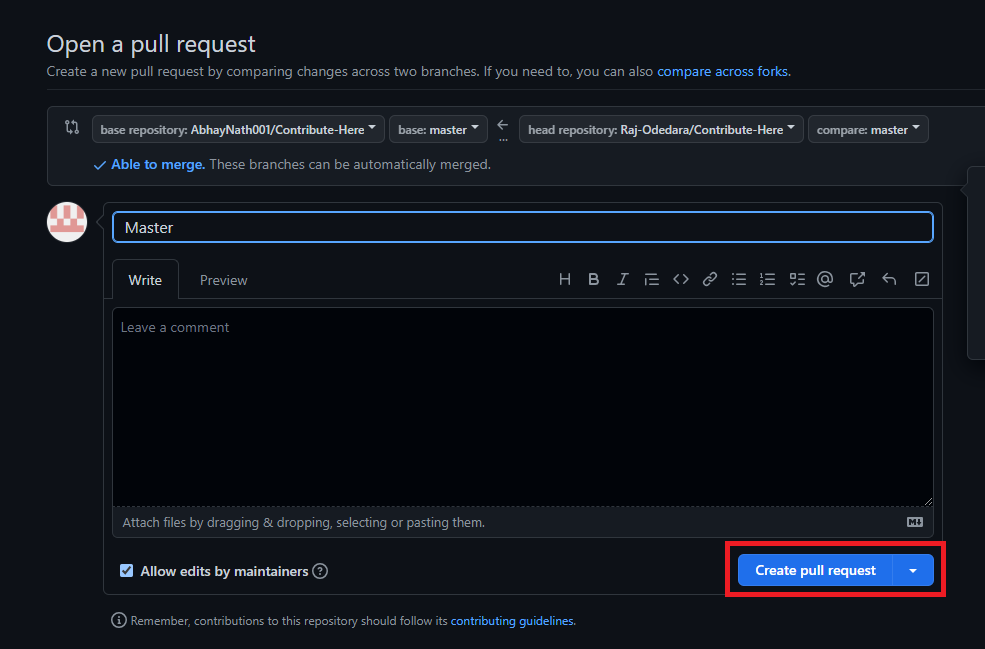 Open a pull request
Create a new pull request by comparing changes across two branches. If you need to, you can also compare across forks.
base repository: AbhayNath001/Contribute-Here base: master ... head repository: Raj-Odedara/Contribute-Here compare: master
Able to merge. These branches can be automatically merged.
Master
Write Preview H B I @
Leave a comment
Attach files by dragging & dropping, selecting or pasting them.
Allow edits by maintainers ? Create pull request
Remember, contributions to this repository should follow its contributing guidelines.